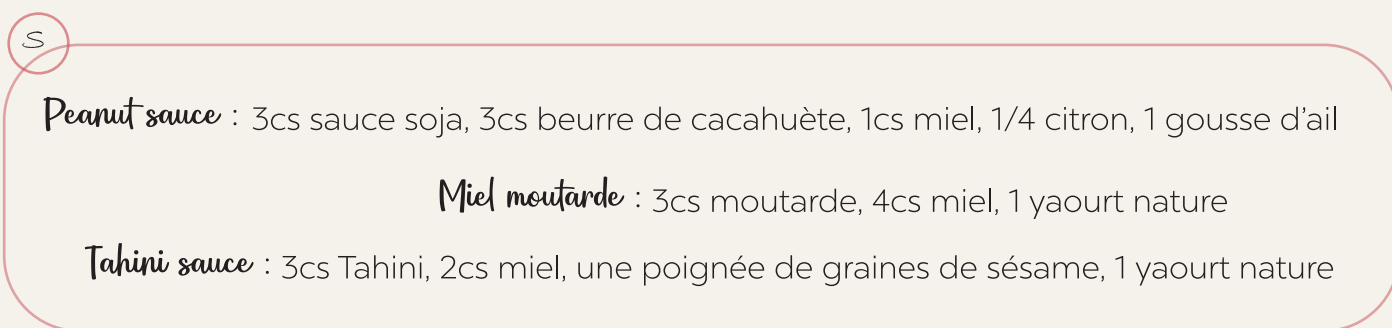 S
Peanut sauce : 3cs sauce soja, 3cs beurre de cacahuète, 1cs miel, 1/4 citron, 1 gousse d'ail
Miel moutarde : 3cs moutarde, 4cs miel, 1 yaourt nature
Tahini sauce : 3cs Tahini, 2cs miel, une poignée de graines de sésame, 1 yaourt nature